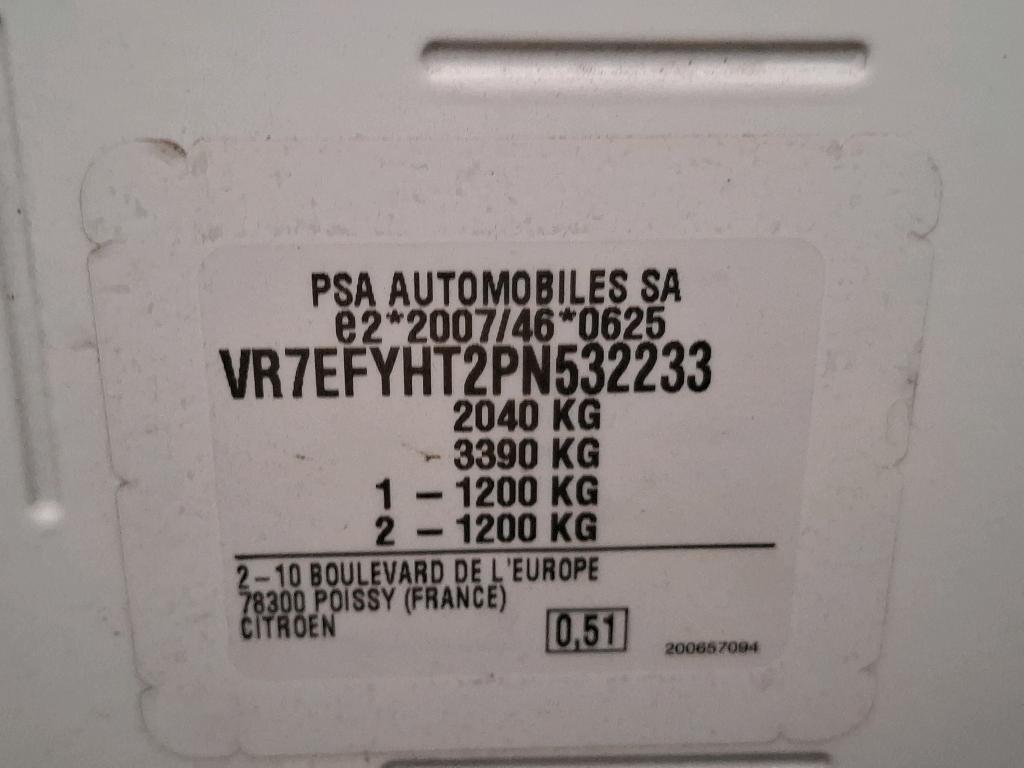 PSA AUTOMOBILES SA
e2*2007/46*0625
VR7EFYHT2PN532233
2040 KG
3390 KG
1 – 1200 KG
2 – 1200 KG
2–10 BOULEVARD DE L'EUROPE
78300 POISSY (FRANCE)
CITROEN
0,51
200657094